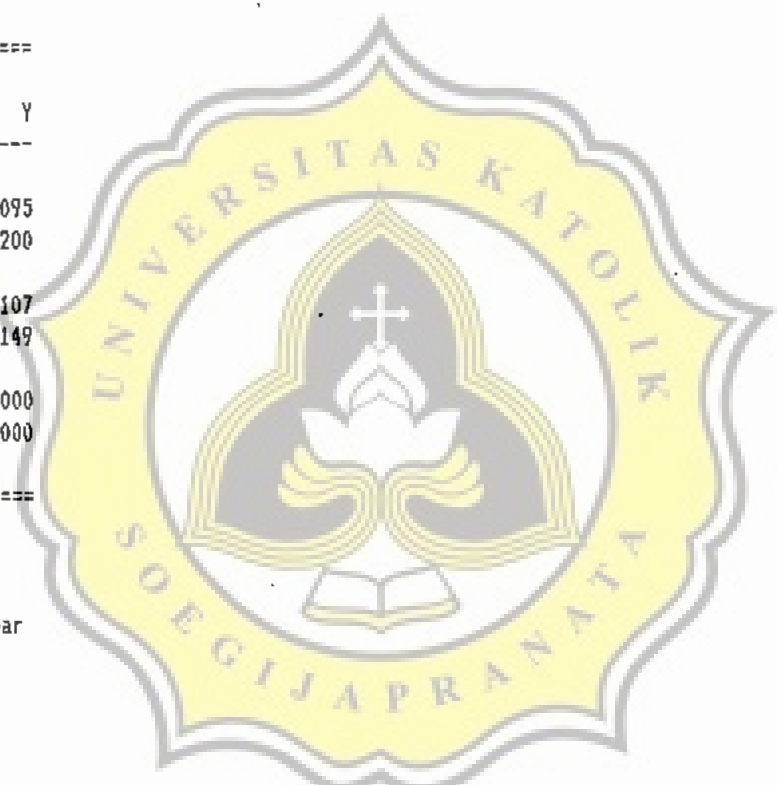 ===
Y
---
095
200
107
149
000
000
===
ar
UNIVERSITAS KATOLIK
SOEGIJAPRANATA